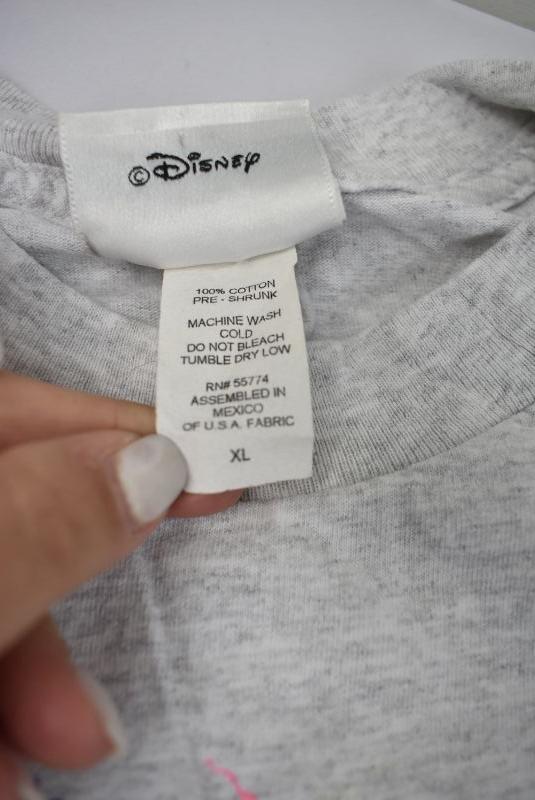 ©DISNEY
100% COTTON
PRE - SHRUNK
MACHINE WASH
COLD
DO NOT BLEACH
TUMBLE DRY LOW
RN# 55774
ASSEMBLED IN
MEXICO
OF U.S.A. FABRIC
XL